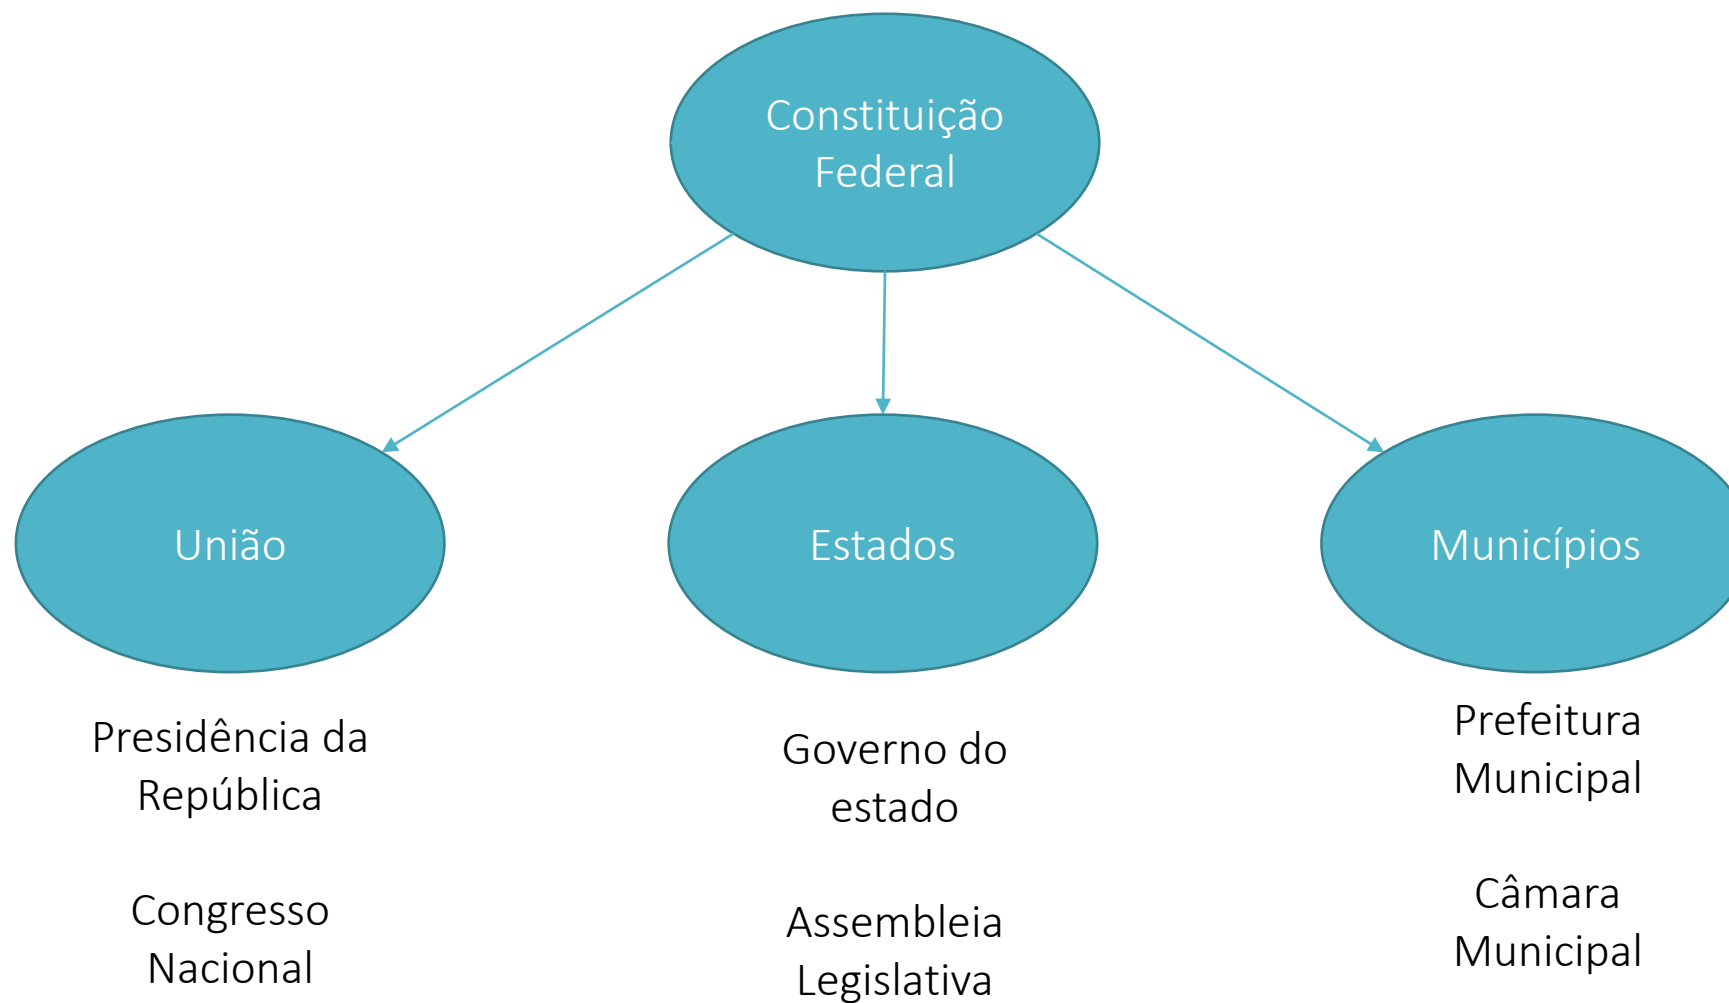 Constituição
Federal
União
Estados
Municípios
Presidência da
República
Congresso
Nacional
Governo do
estado
Assembleia
Legislativa
Prefeitura
Municipal
Câmara
Municipal